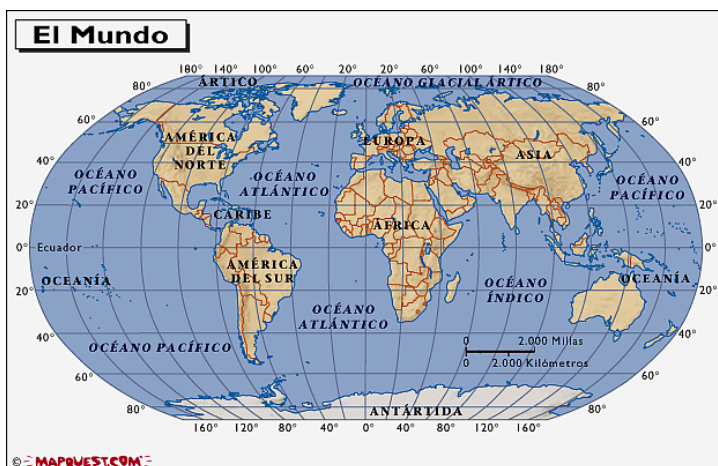 El Mundo
180° 140° 100° 60° 20° 20° 60° 100° 140° 180°
ÁRTICO
OCÉANO GLACIAL ÁRTICO
80° 80°
60° 60°
AMÉRICA
DEL
NORTE
EUROPA
ASIA
40° 40°
OCÉANO
PACÍFICO
OCÉANO
ATLÁNTICO
OCÉANO
PACÍFICO
20° 20°
CARIBE
ÁFRICA
0° Ecuador 0°
AMÉRICA
DEL SUR
OCEANÍA
OCÉANO
ÍNDICO
OCEANÍA
20° 20°
OCÉANO
ATLÁNTICO
40° 40°
OCÉANO PACÍFICO
0 2.000 Millas
0 2.000 Kilómetros
60° 60°
80° 80°
ANTÁRTIDA
160° 120° 80° 40° 0° 40° 80° 120° 160°
© MAPQUEST.COM